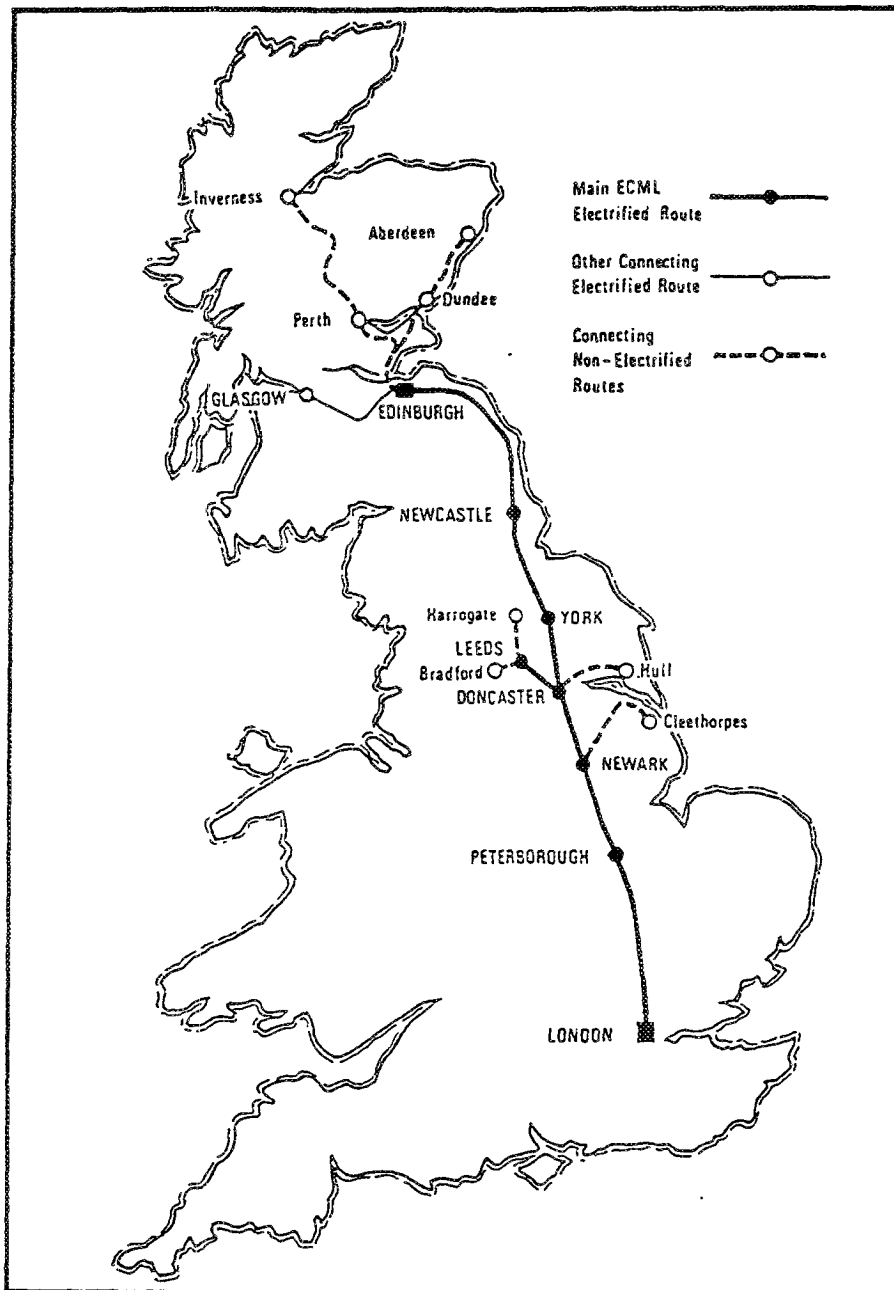 Inverness
Aberdeen
Dundee
Perth
GLASGOW
EDINBURGH
NEWCASTLE
Harrogate
YORK
LEEDS
Bradford
Hull
DONCASTER
Cleethorpes
NEWARK
PETERBOROUGH
LONDON
Main ECML
Electrified Route
Other Connecting
Electrified Route
Connecting
Non-Electrified
Routes